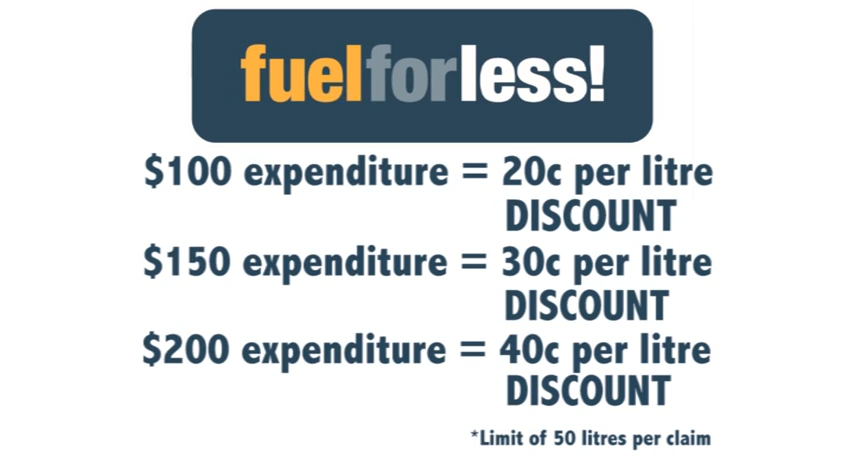 fuelforless!
$100 expenditure = 20c per litre
DISCOUNT
$150 expenditure = 30c per litre
DISCOUNT
$200 expenditure = 40c per litre
DISCOUNT
*Limit of 50 litres per claim